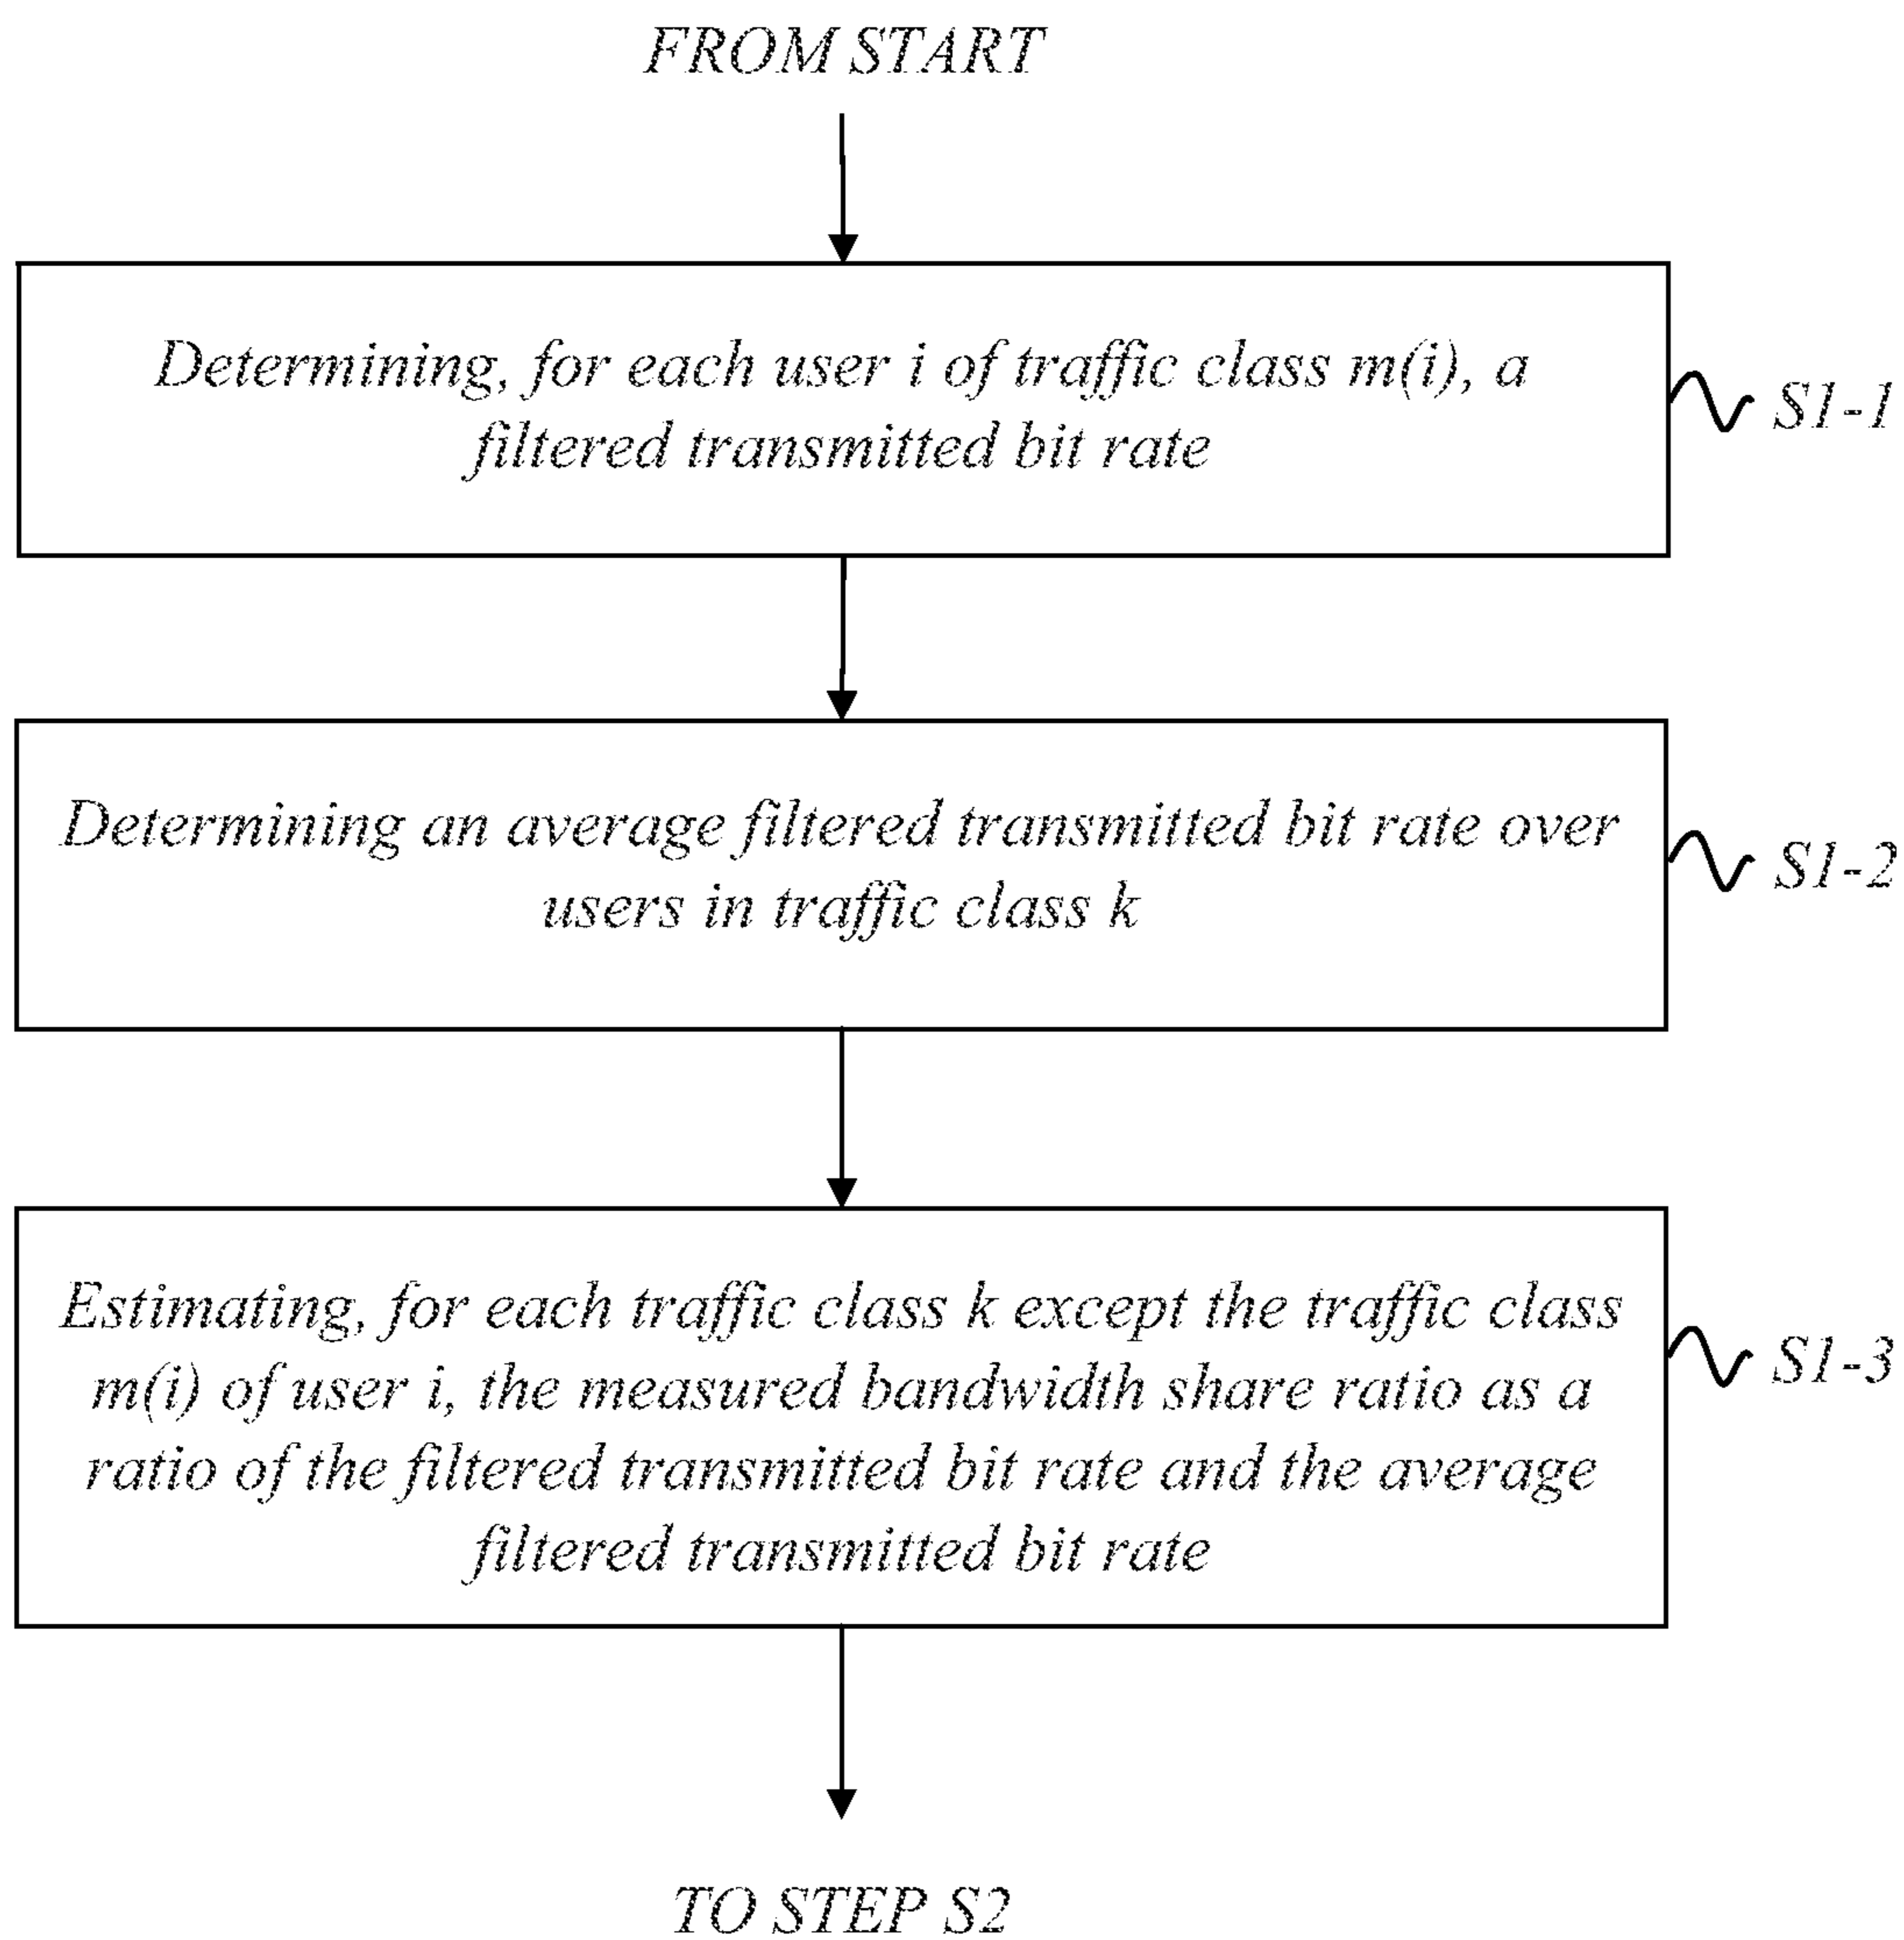 FROM START
Determining, for each user i of traffic class m(i), a
filtered transmitted bit rate
S1-1
Determining an average filtered transmitted bit rate over
users in traffic class k
S1-2
Estimating, for each traffic class k except the traffic class
m(i) of user i, the measured bandwidth share ratio as a
ratio of the filtered transmitted bit rate and the average
filtered transmitted bit rate
S1-3
TO STEP S2